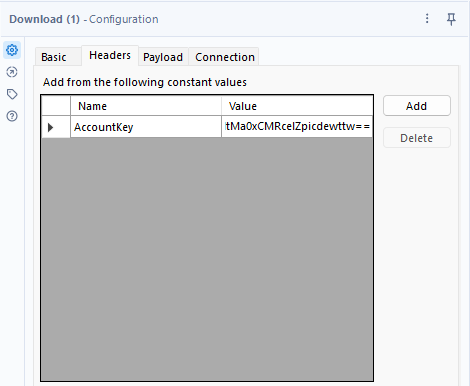 Download (1) - Configuration
Basic Headers Payload Connection
Add from the following constant values
Name Value Add
AccountKey tMa0xCMRcelZpicdewttw==
Delete